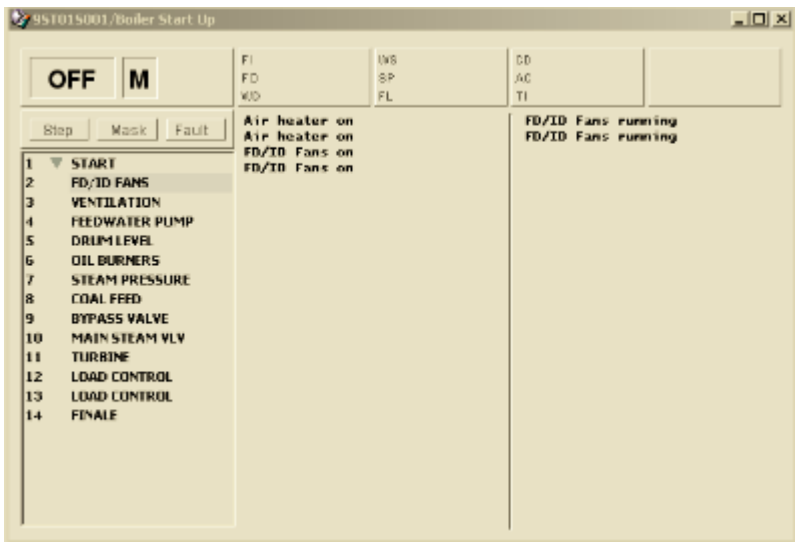 9ST01S001/Boiler Start Up
OFF M
FI
FD
WD
WS
SP
FL
CD
AC
TI
Step Mask Fault
1 START
2 FD/ID FANS
3 VENTILATION
4 FEEDWATER PUMP
5 DRUM LEVEL
6 OIL BURNERS
7 STEAM PRESSURE
8 COAL FEED
9 BYPASS VALVE
10 MAIN STEAM VLV
11 TURBINE
12 LOAD CONTROL
13 LOAD CONTROL
14 FINALE
Air heater on
Air heater on
FD/ID Fans on
FD/ID Fans on
FD/ID Fans running
FD/ID Fans running